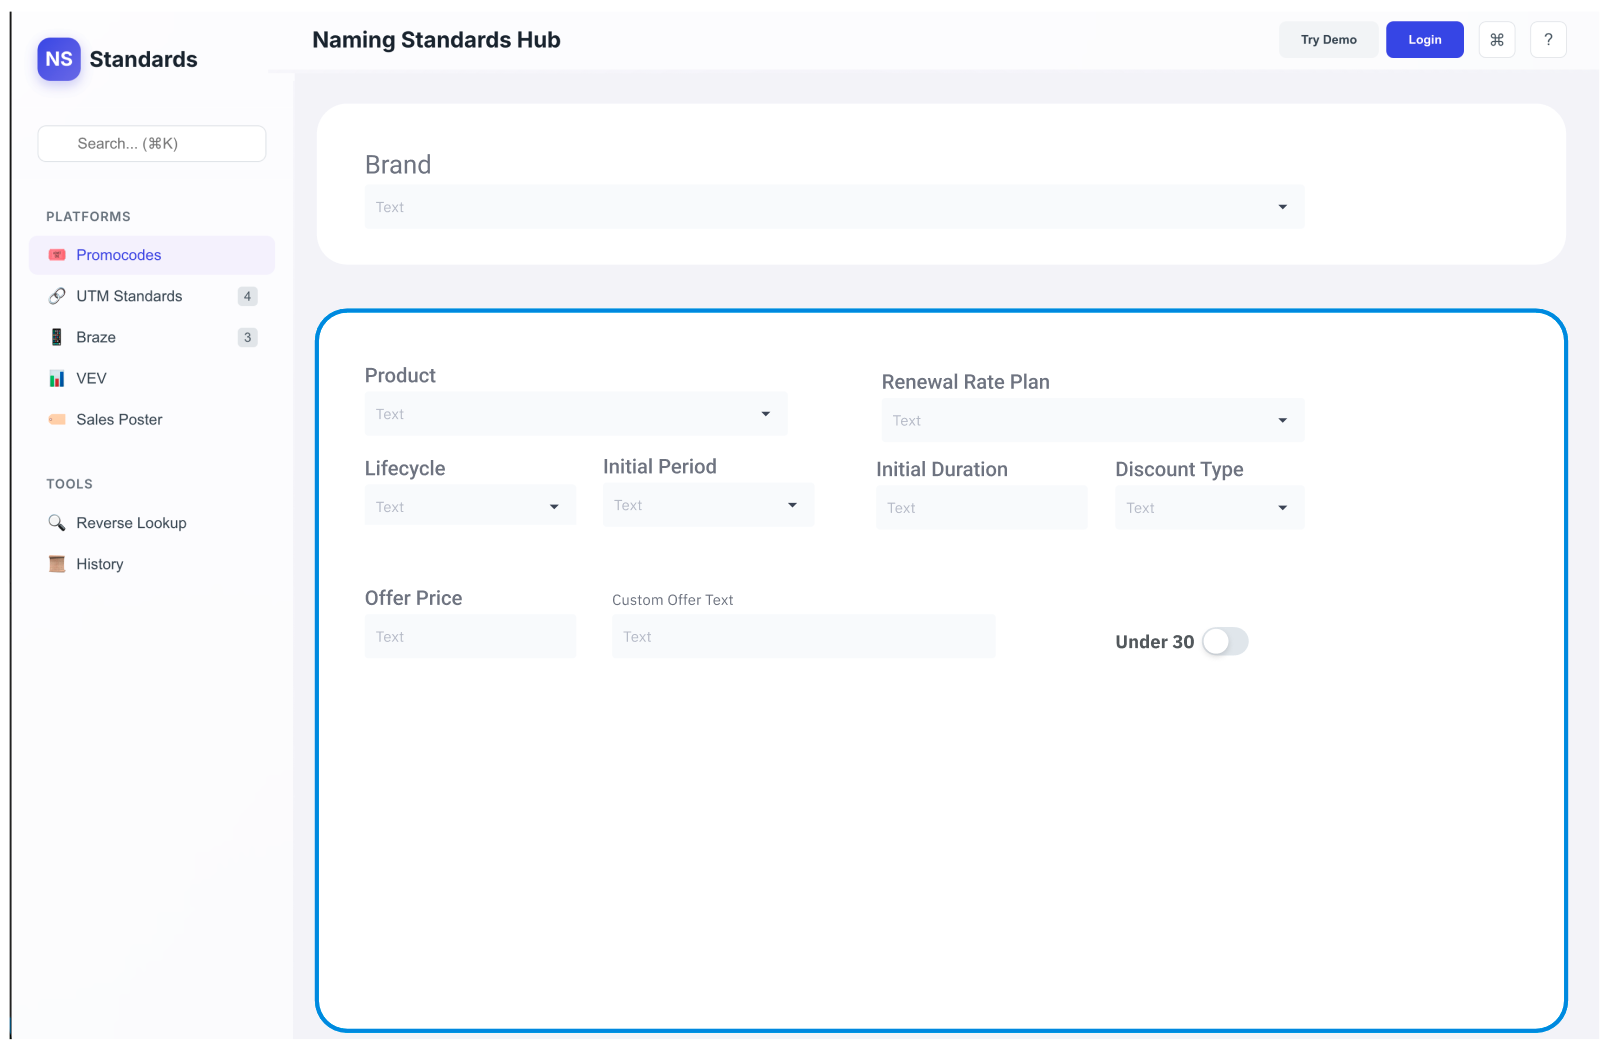 NS Standards
Naming Standards Hub
Try Demo
Login
⌘
?
Search... (⌘K)
PLATFORMS
Promocodes
UTM Standards 4
Braze 3
VEV
Sales Poster
TOOLS
Reverse Lookup
History
Brand
Text
Product
Text
Renewal Rate Plan
Text
Lifecycle
Text
Initial Period
Text
Initial Duration
Text
Discount Type
Text
Offer Price
Text
Custom Offer Text
Text
Under 30